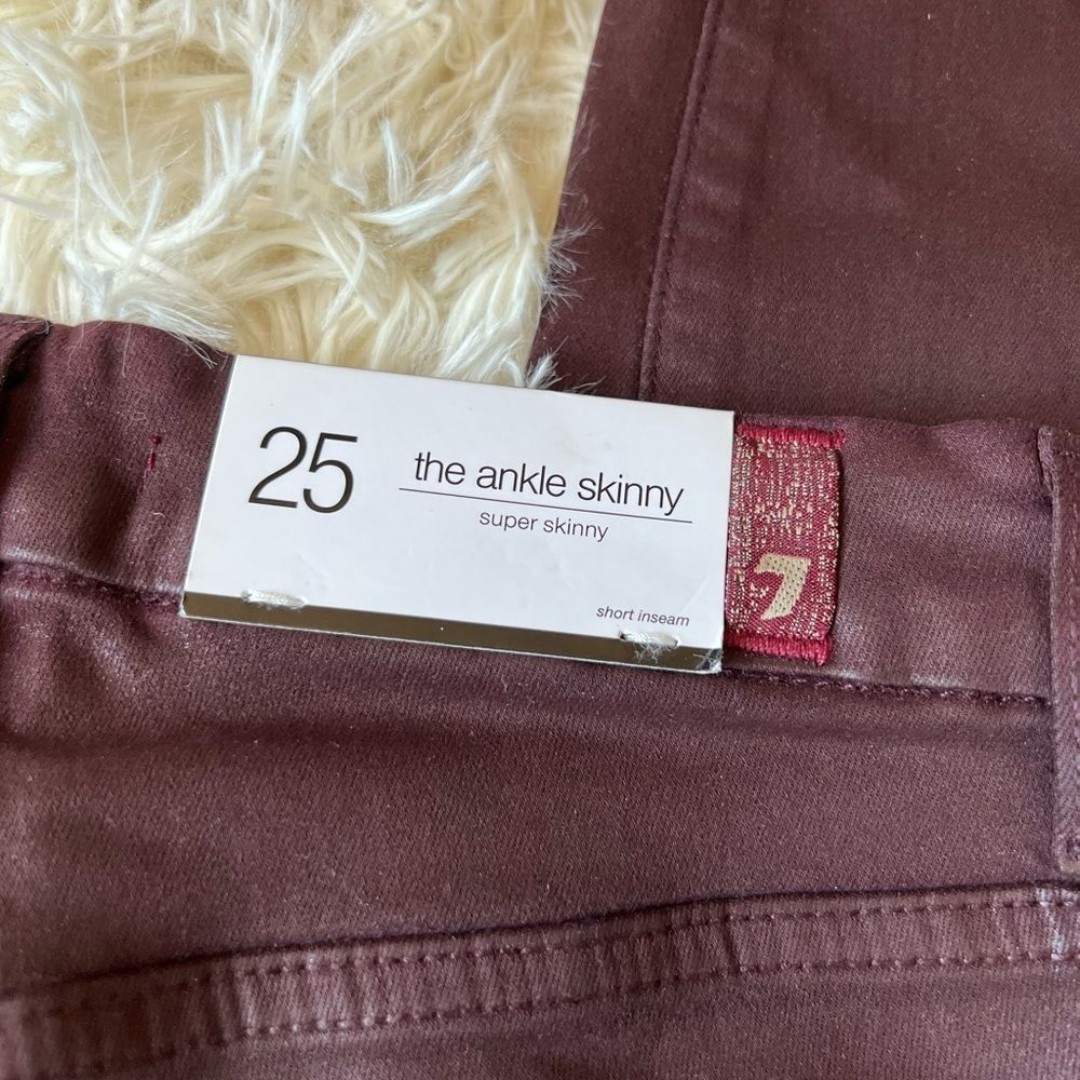 25
the ankle skinny
super skinny
short inseam
7